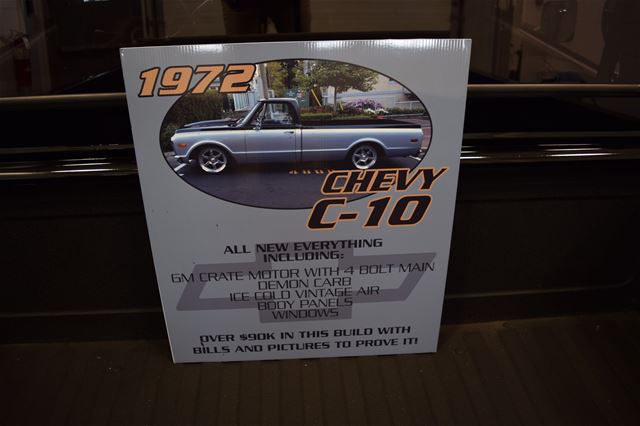 1972
CHEVY
C-10
ALL NEW EVERYTHING
INCLUDING:
GM CRATE MOTOR WITH 4 BOLT MAIN
DEMON CARB
ICE COLD VINTAGE AIR
BODY PANELS
WINDOWS
OVER $90K IN THIS BUILD WITH
BILLS AND PICTURES TO PROVE IT!